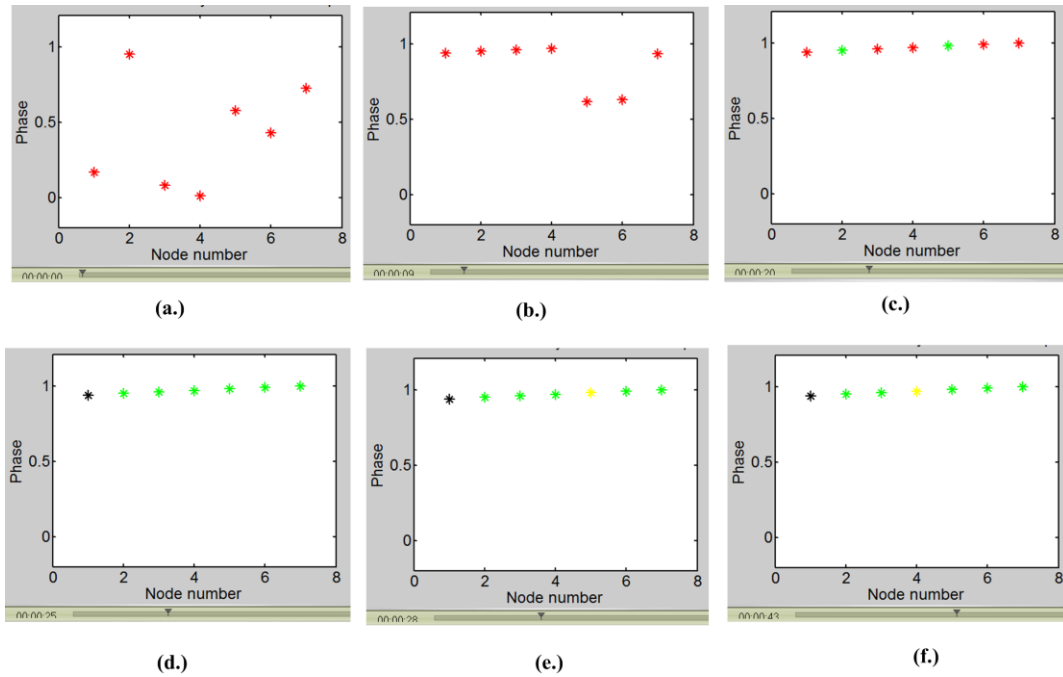 1
0.5
0
Phase
0 2 4 6 8
Node number
00:00:00
(a.)
1
0.5
0
Phase
0 2 4 6 8
Node number
00:00:09
(b.)
1
0.5
0
Phase
0 2 4 6 8
Node number
00:00:20
(c.)
1
0.5
0
Phase
0 2 4 6 8
Node number
00:00:25
(d.)
1
0.5
0
Phase
0 2 4 6 8
Node number
00:00:28
(e.)
1
0.5
0
Phase
0 2 4 6 8
Node number
00:00:43
(f.)